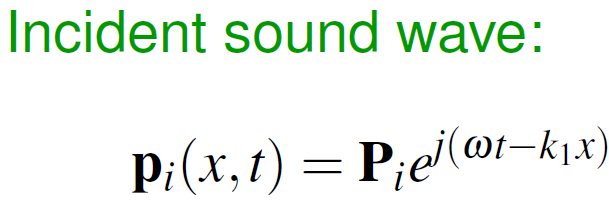 Incident sound wave:
𝐩ᵢ(x, t) = 𝐏ᵢe^{j(ωt−k₁x)}